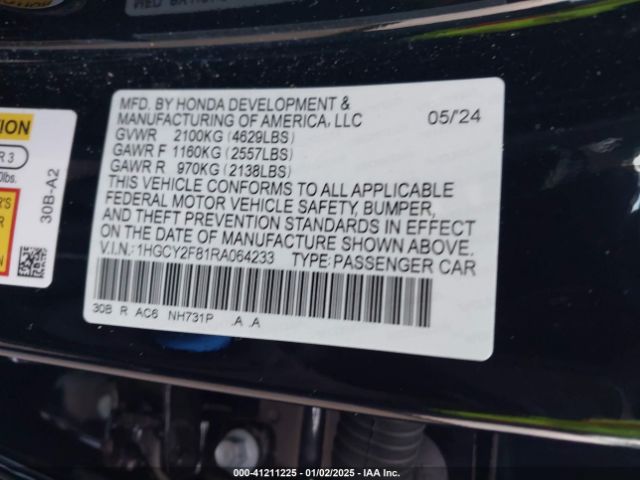 MFD. BY HONDA DEVELOPMENT &
MANUFACTURING OF AMERICA, LLC 05/'24
GVWR 2100KG (4629LBS)
GAWR F 1160KG (2557LBS)
GAWR R 970KG (2138LBS)
THIS VEHICLE CONFORMS TO ALL APPLICABLE
FEDERAL MOTOR VEHICLE SAFETY, BUMPER,
AND THEFT PREVENTION STANDARDS IN EFFECT
ON THE DATE OF MANUFACTURE SHOWN ABOVE.
V.I.N.: 1HGCY2F81RA064233 TYPE: PASSENGER CAR
30B R AC6 NH731P .A .A
30B-A2
000-41211225 - 01/02/2025 - IAA Inc.